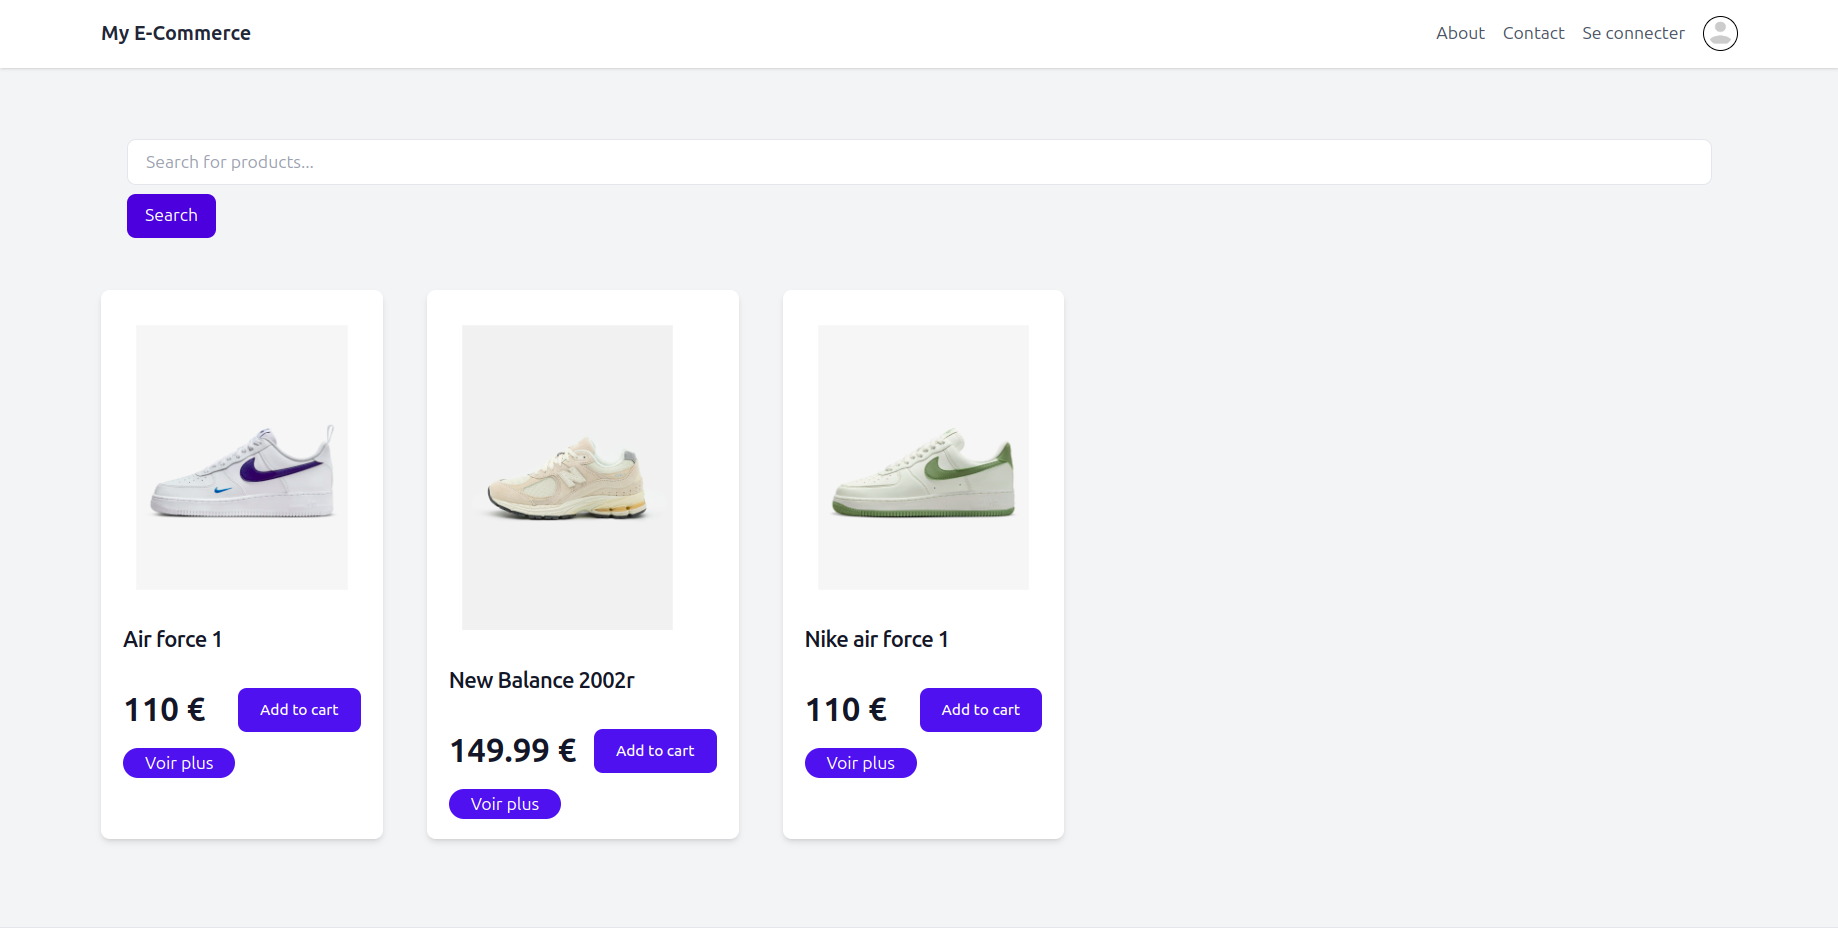 My E-Commerce
About Contact Se connecter
Search for products...
Search
Air force 1
110 €
Add to cart
Voir plus
New Balance 2002r
149.99 €
Add to cart
Voir plus
Nike air force 1
110 €
Add to cart
Voir plus